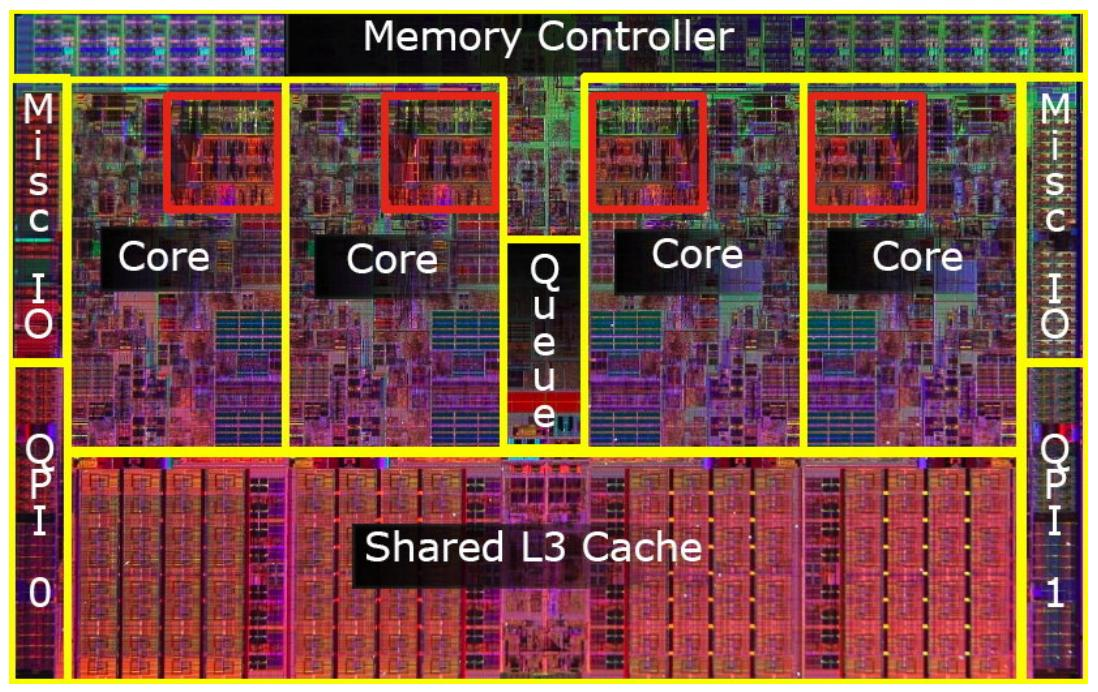 Memory Controller
Misc IO
Core
Core
Queue
Core
Core
Misc IO
QPI 0
Shared L3 Cache
QPI 1